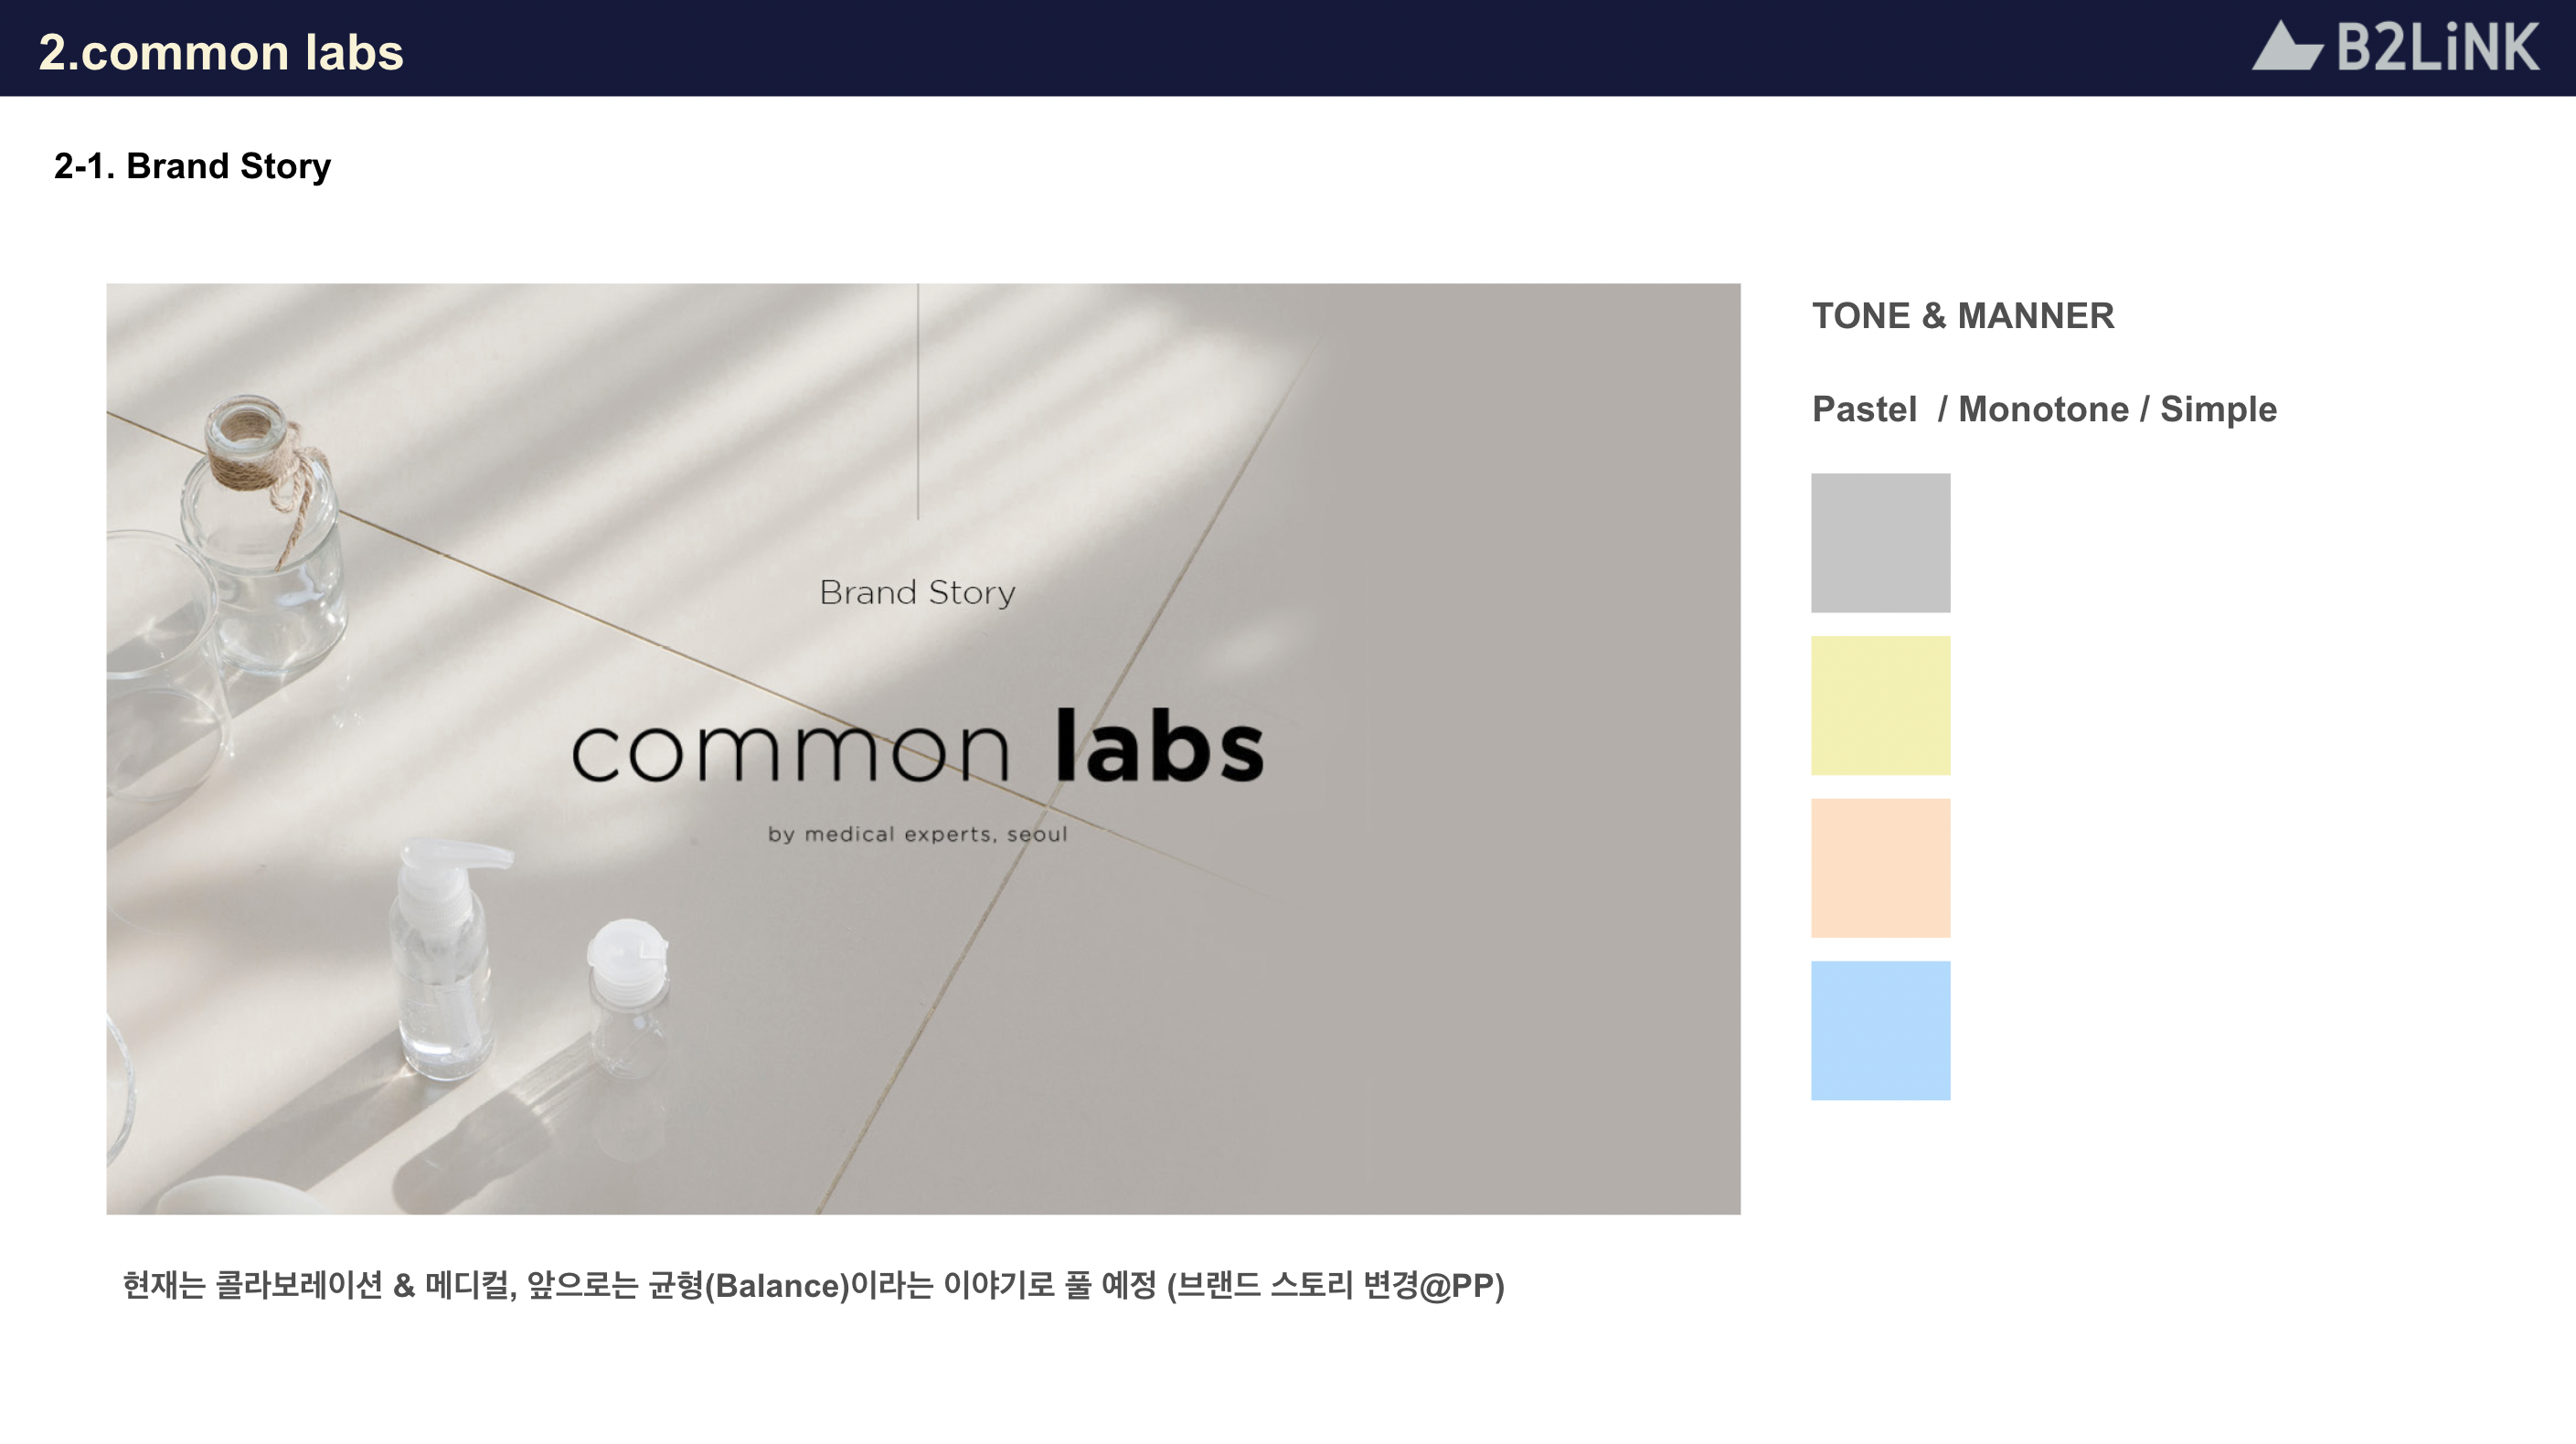 2.common labs
B2LiNK
2-1. Brand Story
Brand Story
common labs
by medical experts, seoul
TONE & MANNER
Pastel  / Monotone / Simple
현재는 콜라보레이션 & 메디컬, 앞으로는 균형(Balance)이라는 이야기로 풀 예정 (브랜드 스토리 변경@PP)